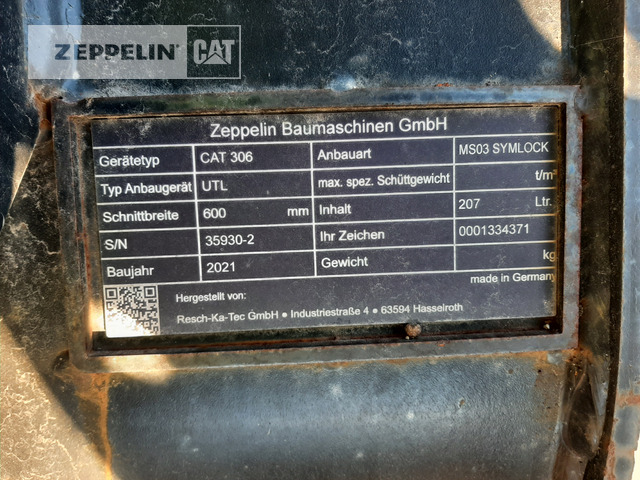 ZEPPELIN CAT
Zeppelin Baumaschinen GmbH
Gerätetyp CAT 306 Anbauart MS03 SYMLOCK
Typ Anbaugerät UTL max. spez. Schüttgewicht t/m³
Schnittbreite 600 mm Inhalt 207 Ltr.
S/N 35930-2 Ihr Zeichen 0001334371
Baujahr 2021 Gewicht kg
made in Germany
Hergestellt von:
Resch-Ka-Tec GmbH ● Industriestraße 4 ● 63594 Hasselroth